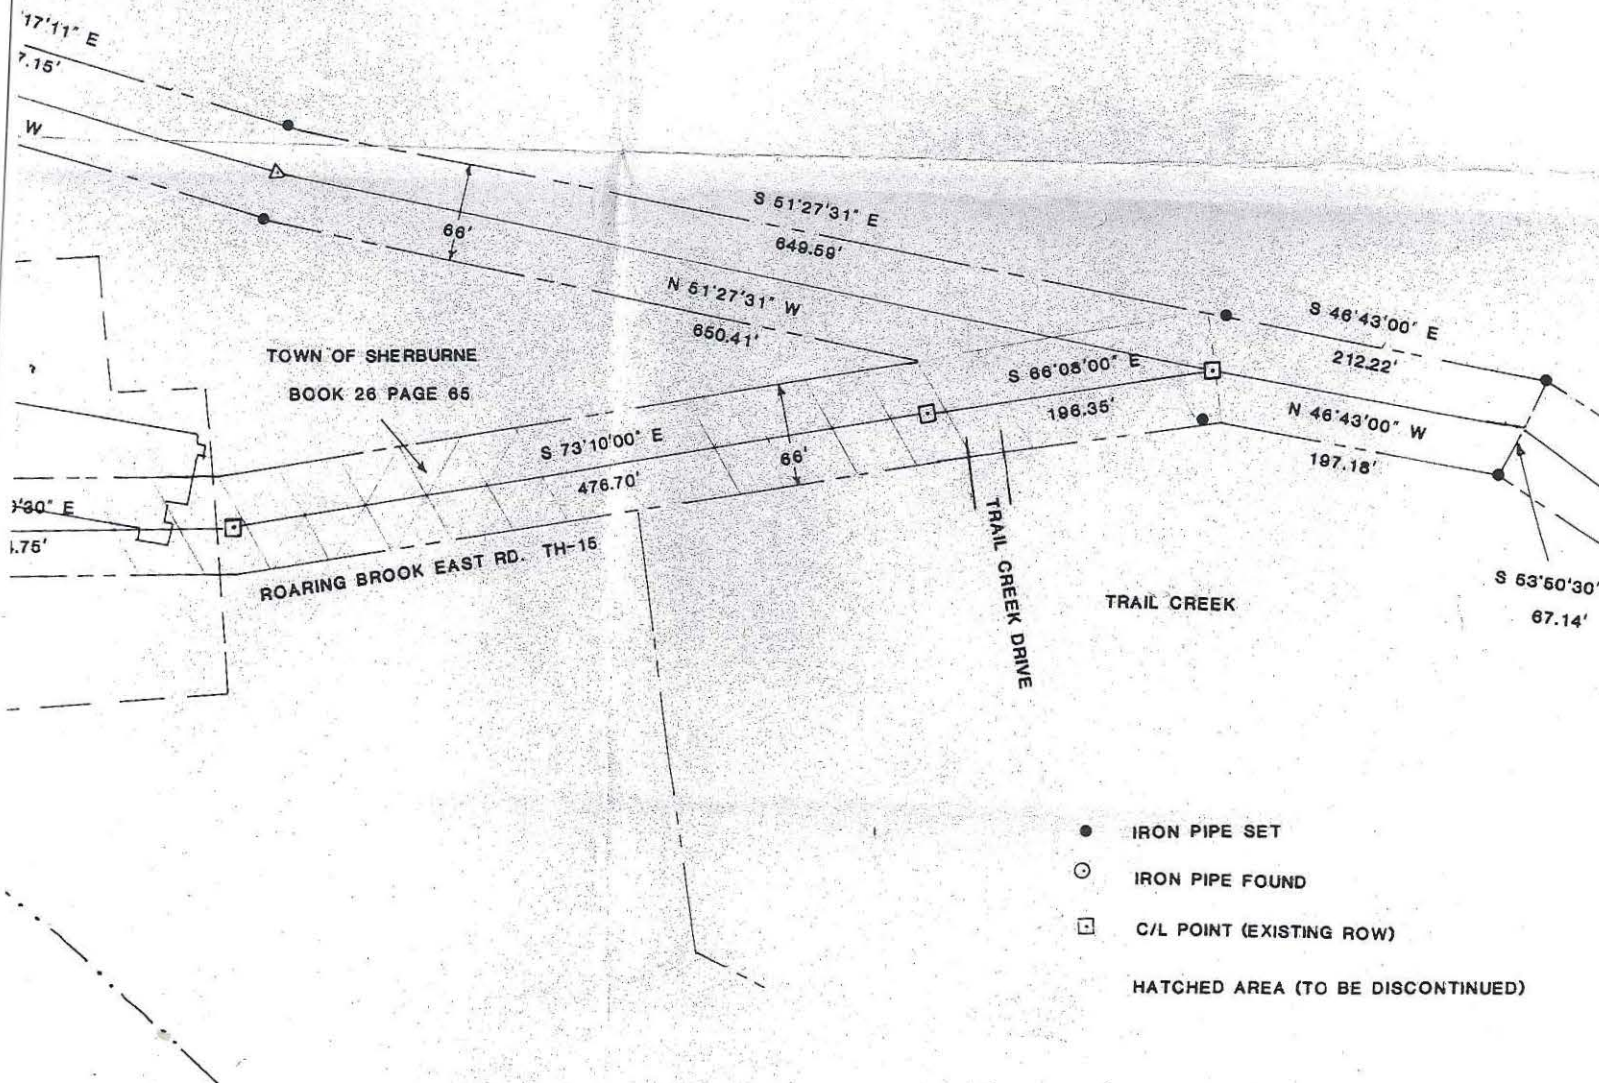 '17'11" E
7.15'
W
66'
S 51°27'31" E
649.59'
N 51°27'31" W
650.41'
S 46°43'00" E
212.22'
N 46°43'00" W
197.18'
S 66°08'00" E
196.35'
TOWN OF SHERBURNE
BOOK 26 PAGE 65
S 73°10'00" E
476.70'
66'
'30" E
.75'
ROARING BROOK EAST RD. TH-15
TRAIL CREEK DRIVE
TRAIL CREEK
S 53°50'30"
67.14'
IRON PIPE SET
IRON PIPE FOUND
C/L POINT (EXISTING ROW)
HATCHED AREA (TO BE DISCONTINUED)